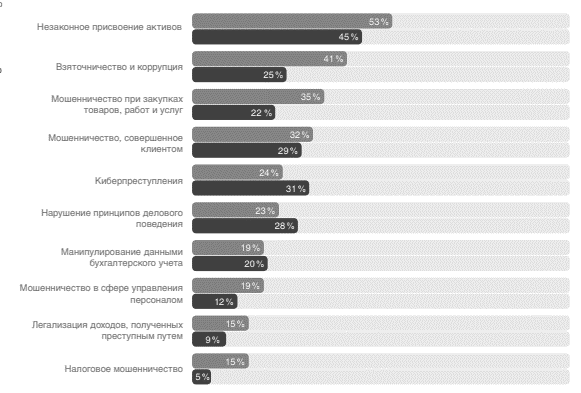 53%
Незаконное присвоение активов
45%
41%
Взяточничество и коррупция
25%
35%
Мошенничество при закупках
товаров, работ и услуг
22%
32%
Мошенничество, совершенное
клиентом
29%
24%
Киберпреступления
31%
23%
Нарушение принципов делового
поведения
28%
19%
Манипулирование данными
бухгалтерского учета
20%
19%
Мошенничество в сфере управления
персоналом
12%
15%
Легализация доходов, полученных
преступным путем
9%
15%
Налоговое мошенничество
5%